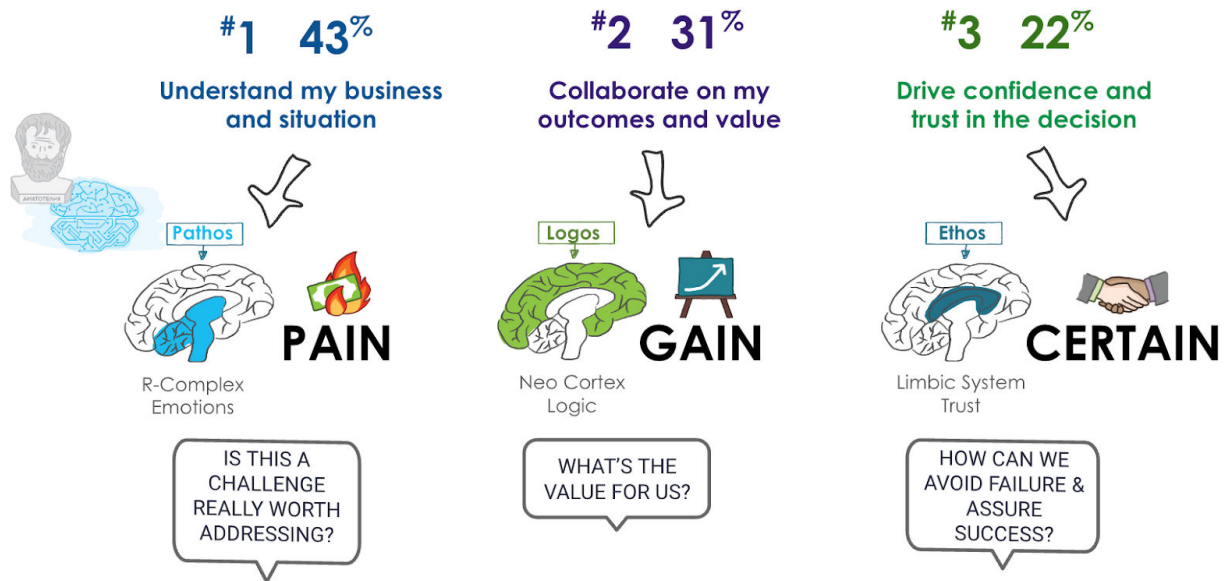 #1 43%
Understand my business
and situation
Pathos
PAIN
R-Complex
Emotions
IS THIS A
CHALLENGE
REALLY WORTH
ADDRESSING?
#2 31%
Collaborate on my
outcomes and value
Logos
GAIN
Neo Cortex
Logic
WHAT'S THE
VALUE FOR US?
#3 22%
Drive confidence and
trust in the decision
Ethos
CERTAIN
Limbic System
Trust
HOW CAN WE
AVOID FAILURE &
ASSURE
SUCCESS?